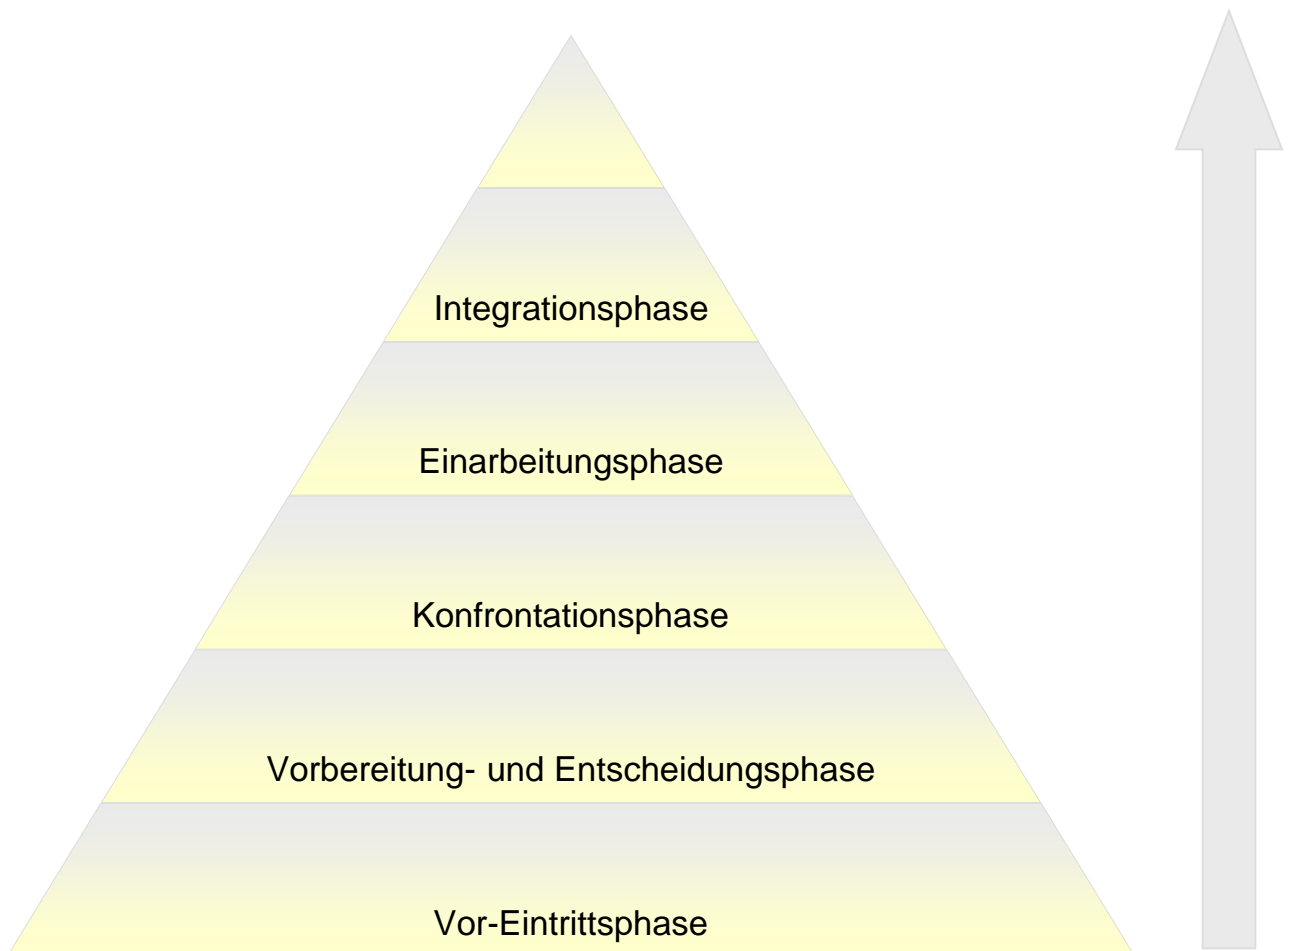 Integrationsphase
Einarbeitungsphase
Konfrontationsphase
Vorbereitung- und Entscheidungsphase
Vor-Eintrittsphase